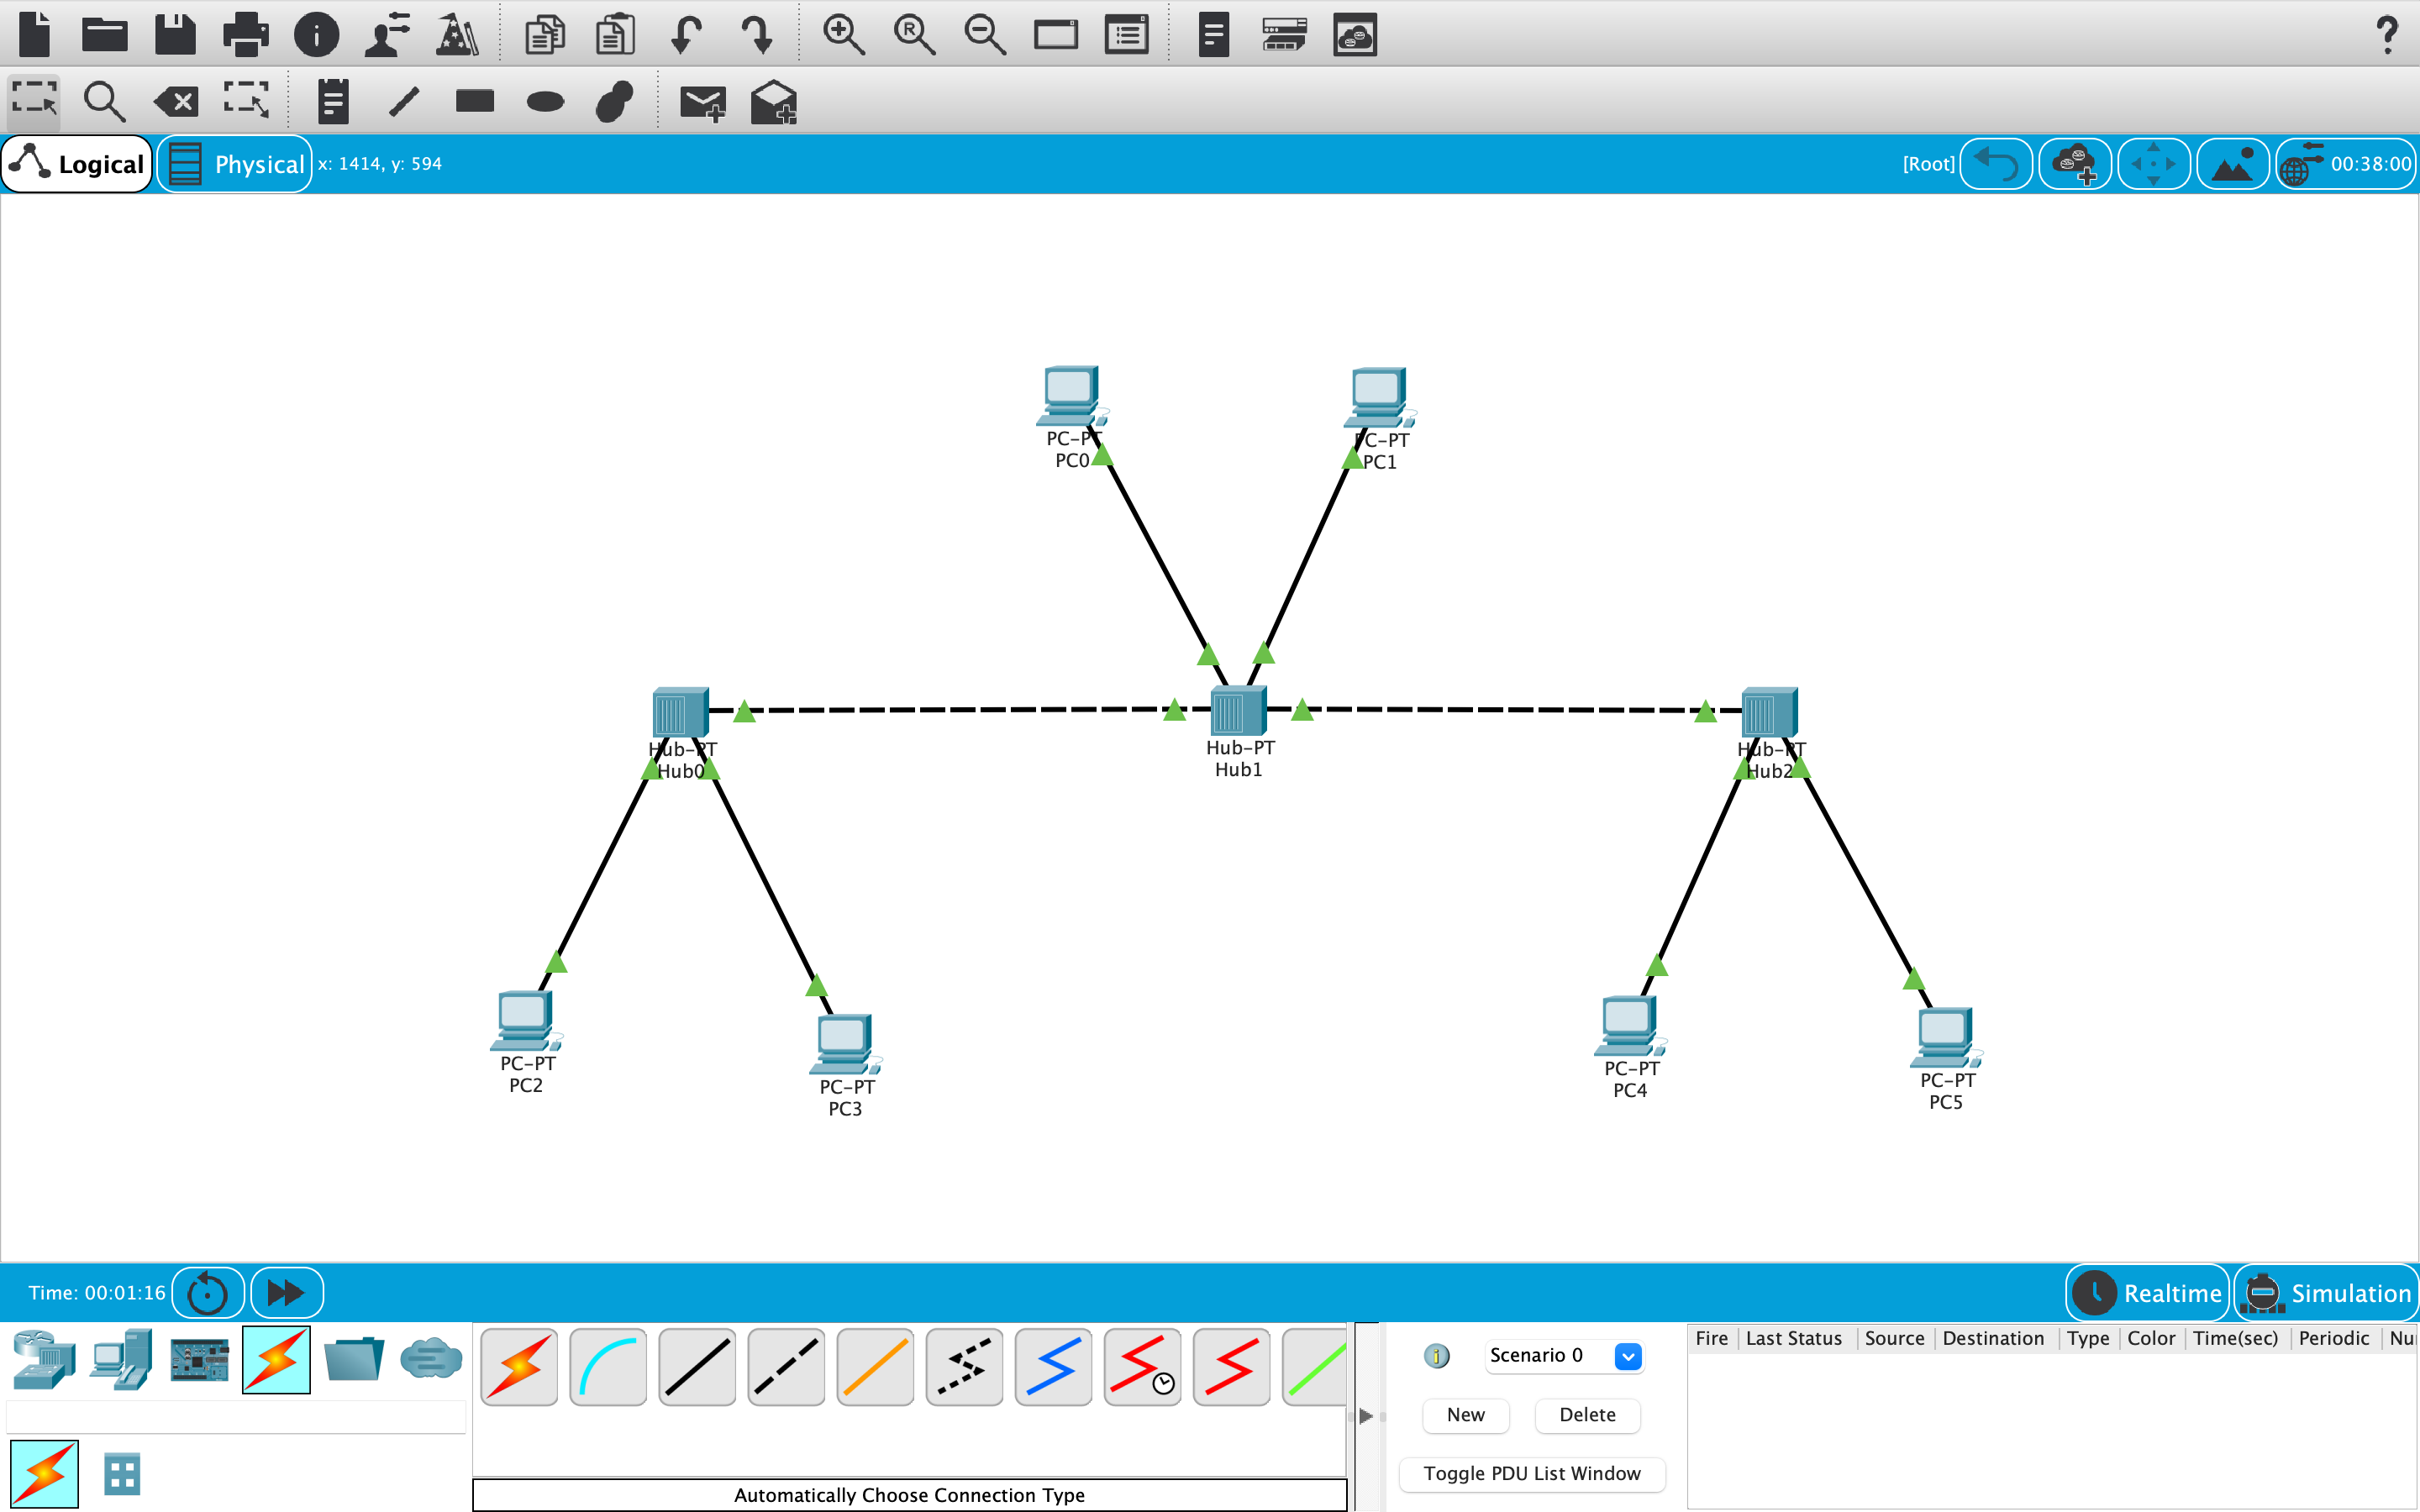 Logical
Physical
x: 1414, y: 594
[Root]
00:38:00
PC-PT
PC0
PC-PT
PC1
Hub-PT
Hub0
Hub-PT
Hub1
Hub-PT
Hub2
PC-PT
PC2
PC-PT
PC3
PC-PT
PC4
PC-PT
PC5
Time: 00:01:16
Realtime
Simulation
Scenario 0
New
Delete
Toggle PDU List Window
Fire Last Status Source Destination Type Color Time(sec) Periodic
Automatically Choose Connection Type